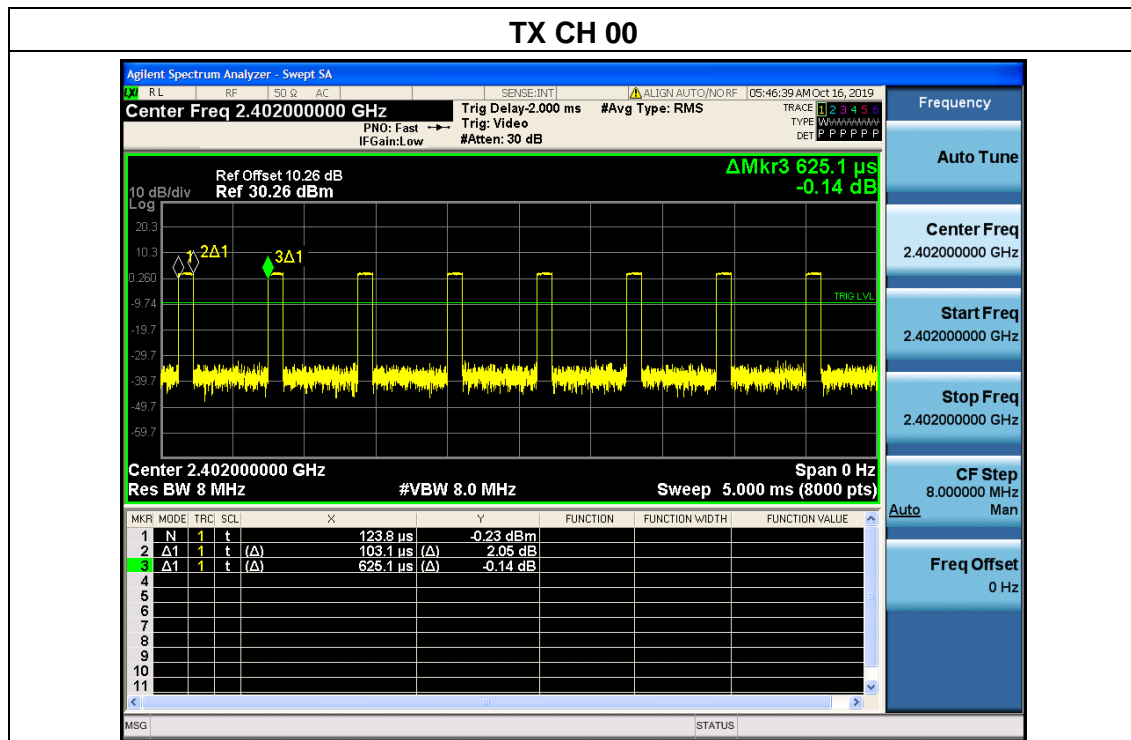 TX CH 00
Agilent Spectrum Analyzer - Swept SA
LXI RL RF 50 Ω AC SENSE:INT ALIGN AUTO/NO RF 05:46:39 AM Oct 16, 2019
Center Freq 2.402000000 GHz Trig Delay-2.000 ms #Avg Type: RMS TRACE 1 2 3 4 5 6
PNO: Fast Trig: Video TYPE WWWWWW
IFGain:Low #Atten: 30 dB DET P P P P P P
Frequency
ΔMkr3 625.1 µs
-0.14 dB
Ref Offset 10.26 dB
10 dB/div Ref 30.26 dBm
Log
20.3
10.3
0.260
-9.74
-19.7
-29.7
-39.7
-49.7
-59.7
1 2Δ1 3Δ1
TRIG LVL
Center 2.402000000 GHz Span 0 Hz
Res BW 8 MHz #VBW 8.0 MHz Sweep 5.000 ms (8000 pts)
MKR MODE TRC SCL X Y FUNCTION FUNCTION WIDTH FUNCTION VALUE
1 N 1 t 123.8 µs -0.23 dBm
2 Δ1 1 t (Δ) 103.1 µs (Δ) 2.05 dB
3 Δ1 1 t (Δ) 625.1 µs (Δ) -0.14 dB
4
5
6
7
8
9
10
11
MSG STATUS
Auto Tune
Center Freq
2.402000000 GHz
Start Freq
2.402000000 GHz
Stop Freq
2.402000000 GHz
CF Step
8.000000 MHz
Auto Man
Freq Offset
0 Hz